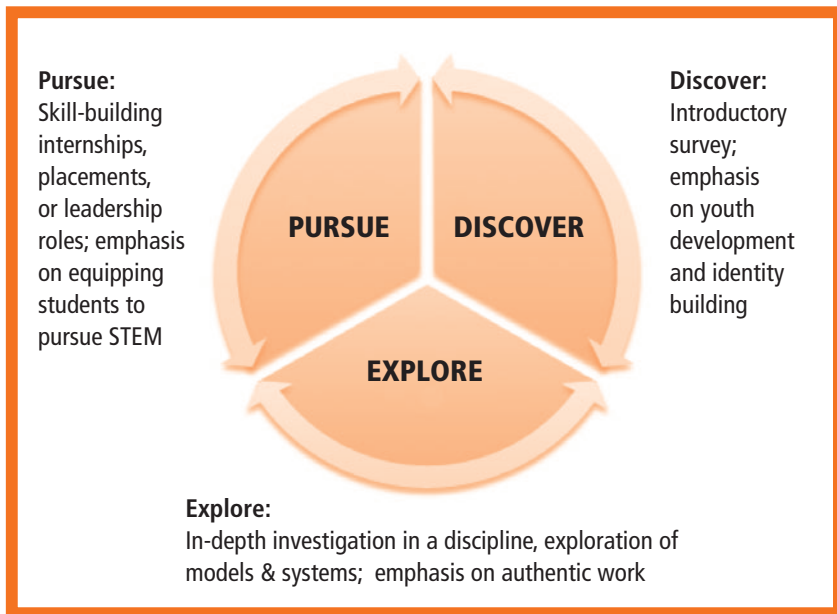 Pursue:
Skill-building
internships,
placements,
or leadership
roles; emphasis
on equipping
students to
pursue STEM
PURSUE
DISCOVER
EXPLORE
Discover:
Introductory
survey;
emphasis
on youth
development
and identity
building
Explore:
In-depth investigation in a discipline, exploration of
models & systems;  emphasis on authentic work